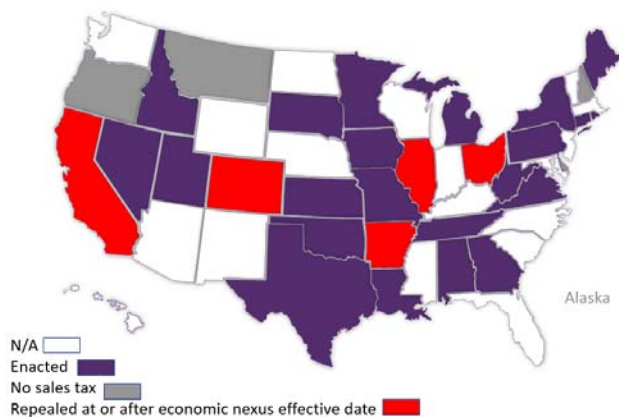 Alaska
N/A
Enacted
No sales tax
Repealed at or after economic nexus effective date